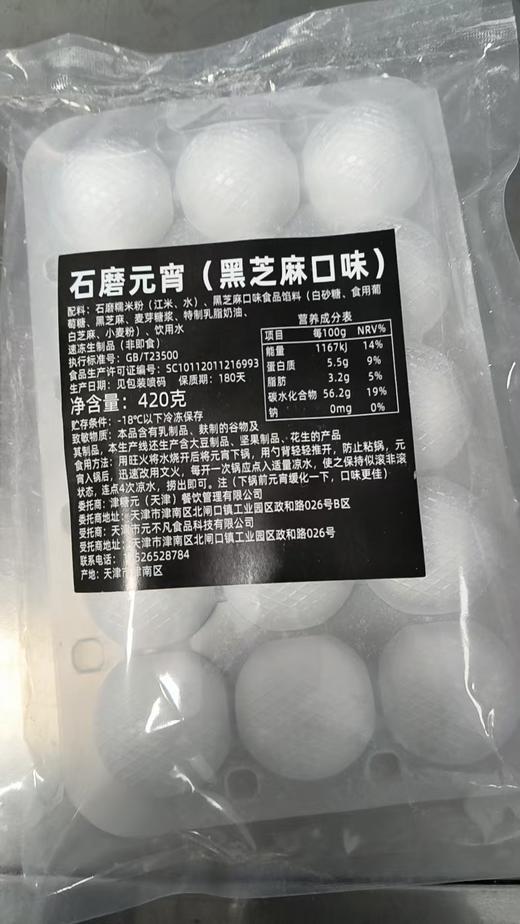 石磨元宵（黑芝麻口味）
配料：石磨糯米粉（江米、水）、黑芝麻口味食品馅料（白砂糖、食用葡
萄糖、黑芝麻、麦芽糖浆、特制乳脂奶油、
白芝麻、小麦粉）、饮用水
速冻生制品（非即食）
执行标准号：GB/T23500
食品生产许可证编号：SC10112011216993
生产日期：见包装喷码 保质期：180天
净含量：420克
营养成分表
项目 每100g NRV%
能量 1167kJ 14%
蛋白质 5.5g 9%
脂肪 3.2g 5%
碳水化合物 56.2g 19%
钠 0mg 0%
贮存条件：-18℃以下冷冻保存
致敏物质：本品含有乳制品、麸制的谷物及
其制品，本生产线还生产含大豆制品、坚果制品、花生的产品
食用方法：用旺火将水烧开后将元宵下锅，用勺背轻轻推开，防止粘锅，元
宵入锅后，迅速改用文火，每开一次锅应点入适量凉水，使之保持似滚非滚
状态，连点4次凉水，捞出即可。注（下锅前元宵缓化一下，口味更佳）
委托商：津糖元（天津）餐饮管理有限公司
委托商地址：天津市津南区北闸口镇工业园区政和路026号B区
受托商：天津市元不凡食品科技有限公司
受托商地址：天津市津南区北闸口镇工业园区政和路026号
联系电话：526528784
产地：天津市津南区